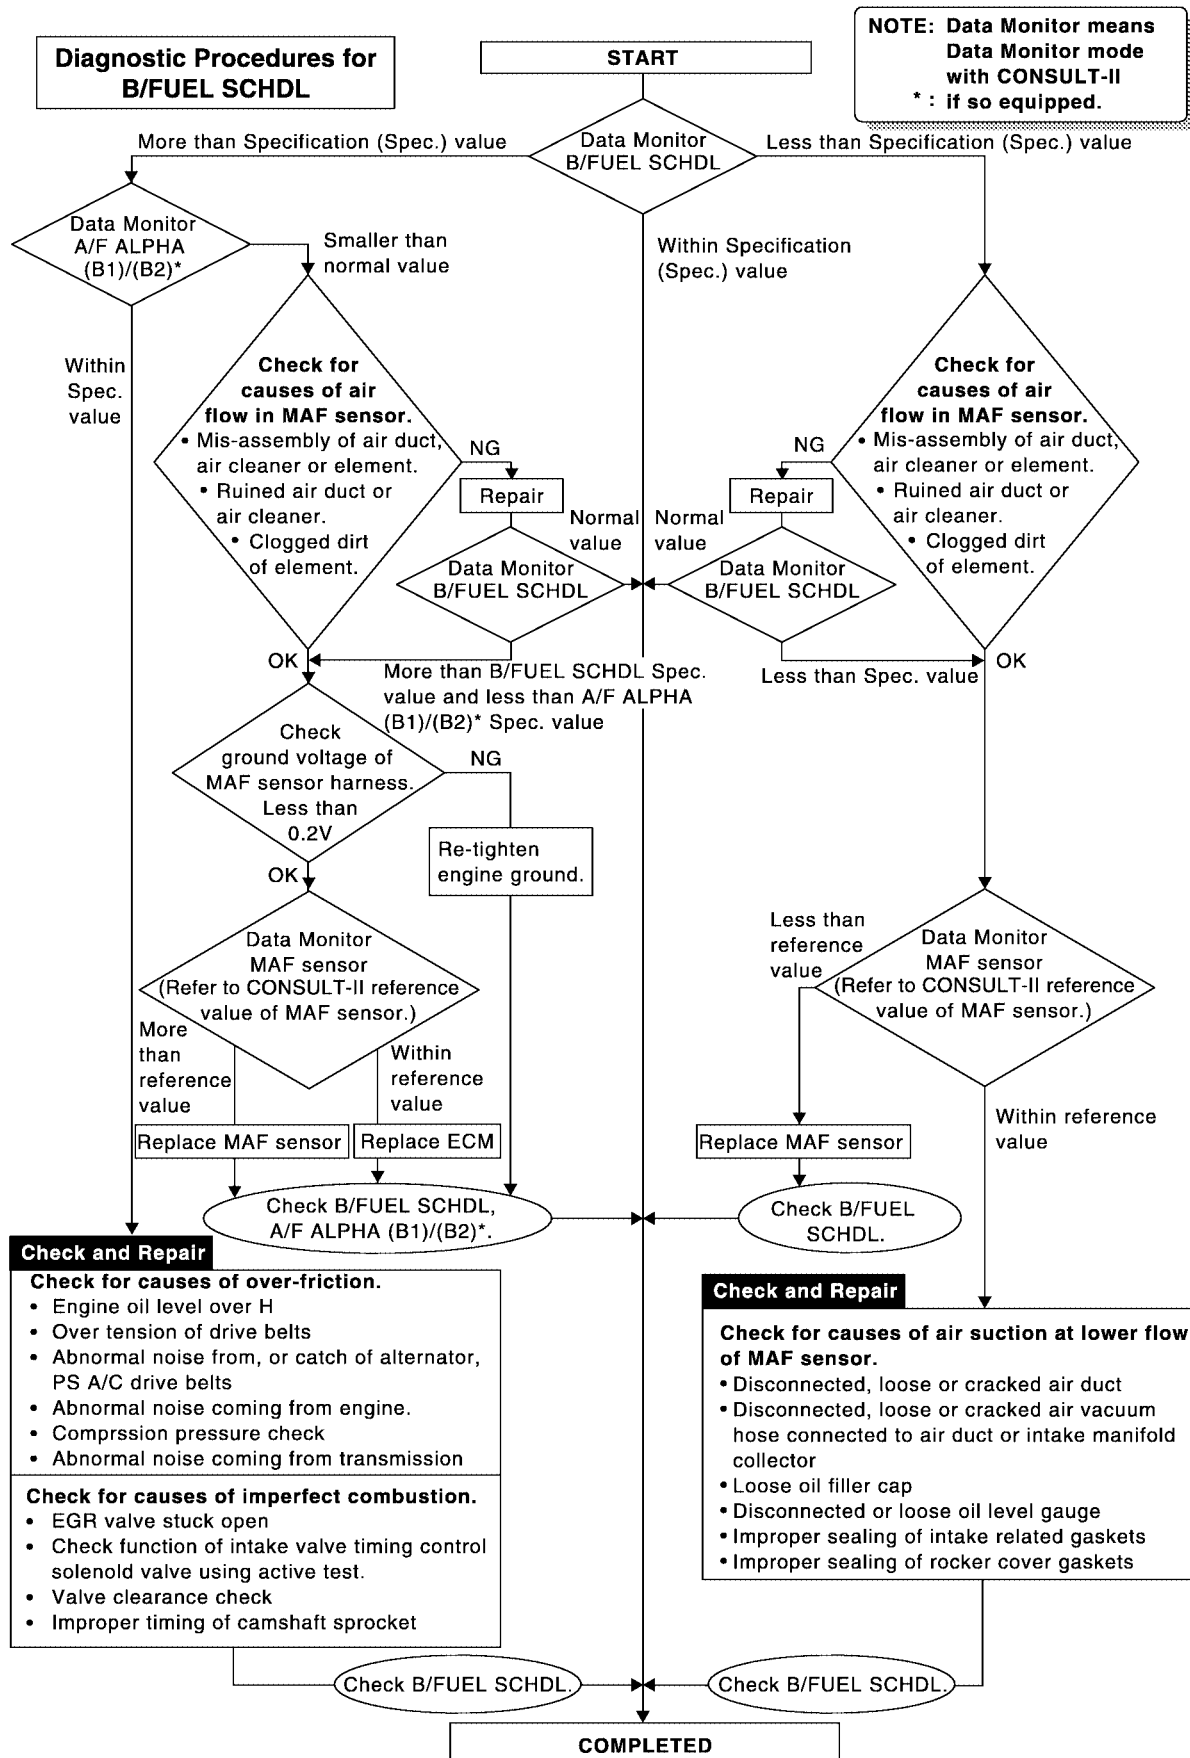 Diagnostic Procedures for
B/FUEL SCHDL
START
NOTE: Data Monitor means
Data Monitor mode
with CONSULT-II
* : if so equipped.
More than Specification (Spec.) value
Data Monitor
B/FUEL SCHDL
Less than Specification (Spec.) value
Data Monitor
A/F ALPHA
(B1)/(B2)*
Smaller than
normal value
Within Specification
(Spec.) value
Within
Spec.
value
Check for
causes of air
flow in MAF sensor.
• Mis-assembly of air duct,
air cleaner or element.
• Ruined air duct or
air cleaner.
• Clogged dirt
of element.
NG
Repair
Normal
value
Data Monitor
B/FUEL SCHDL
NG
Repair
Normal
value
Data Monitor
B/FUEL SCHDL
Check for
causes of air
flow in MAF sensor.
• Mis-assembly of air duct,
air cleaner or element.
• Ruined air duct or
air cleaner.
• Clogged dirt
of element.
OK
More than B/FUEL SCHDL Spec.
value and less than A/F ALPHA
(B1)/(B2)* Spec. value
Less than Spec. value
OK
Check
ground voltage of
MAF sensor harness.
Less than
0.2V
NG
Re-tighten
engine ground.
OK
Data Monitor
MAF sensor
(Refer to CONSULT-II reference
value of MAF sensor.)
Less than
reference
value
Data Monitor
MAF sensor
(Refer to CONSULT-II reference
value of MAF sensor.)
More
than
reference
value
Within
reference
value
Within reference
value
Replace MAF sensor
Replace ECM
Replace MAF sensor
Check B/FUEL SCHDL,
A/F ALPHA (B1)/(B2)*.
Check B/FUEL
SCHDL.
Check and Repair
Check for causes of over-friction.
• Engine oil level over H
• Over tension of drive belts
• Abnormal noise from, or catch of alternator,
PS A/C drive belts
• Abnormal noise coming from engine.
• Comprssion pressure check
• Abnormal noise coming from transmission
Check for causes of imperfect combustion.
• EGR valve stuck open
• Check function of intake valve timing control
solenold valve using active test.
• Valve clearance check
• Improper timing of camshaft sprocket
Check and Repair
Check for causes of air suction at lower flow
of MAF sensor.
• Disconnected, loose or cracked air duct
• Disconnected, loose or cracked air vacuum
hose connected to air duct or intake manifold
collector
• Loose oil filler cap
• Disconnected or loose oil level gauge
• Improper sealing of intake related gaskets
• Improper sealing of rocker cover gaskets
Check B/FUEL SCHDL.
Check B/FUEL SCHDL.
COMPLETED